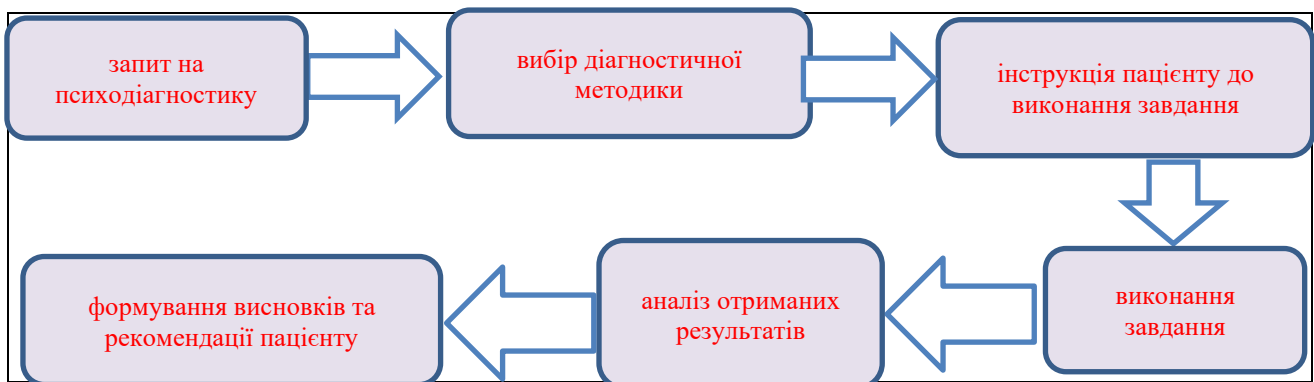 запит на
психодіагностику
вибір діагностичної
методики
інструкція пацієнту до
виконання завдання
виконання
завдання
аналіз отриманих
результатів
формування висновків та
рекомендації пацієнту